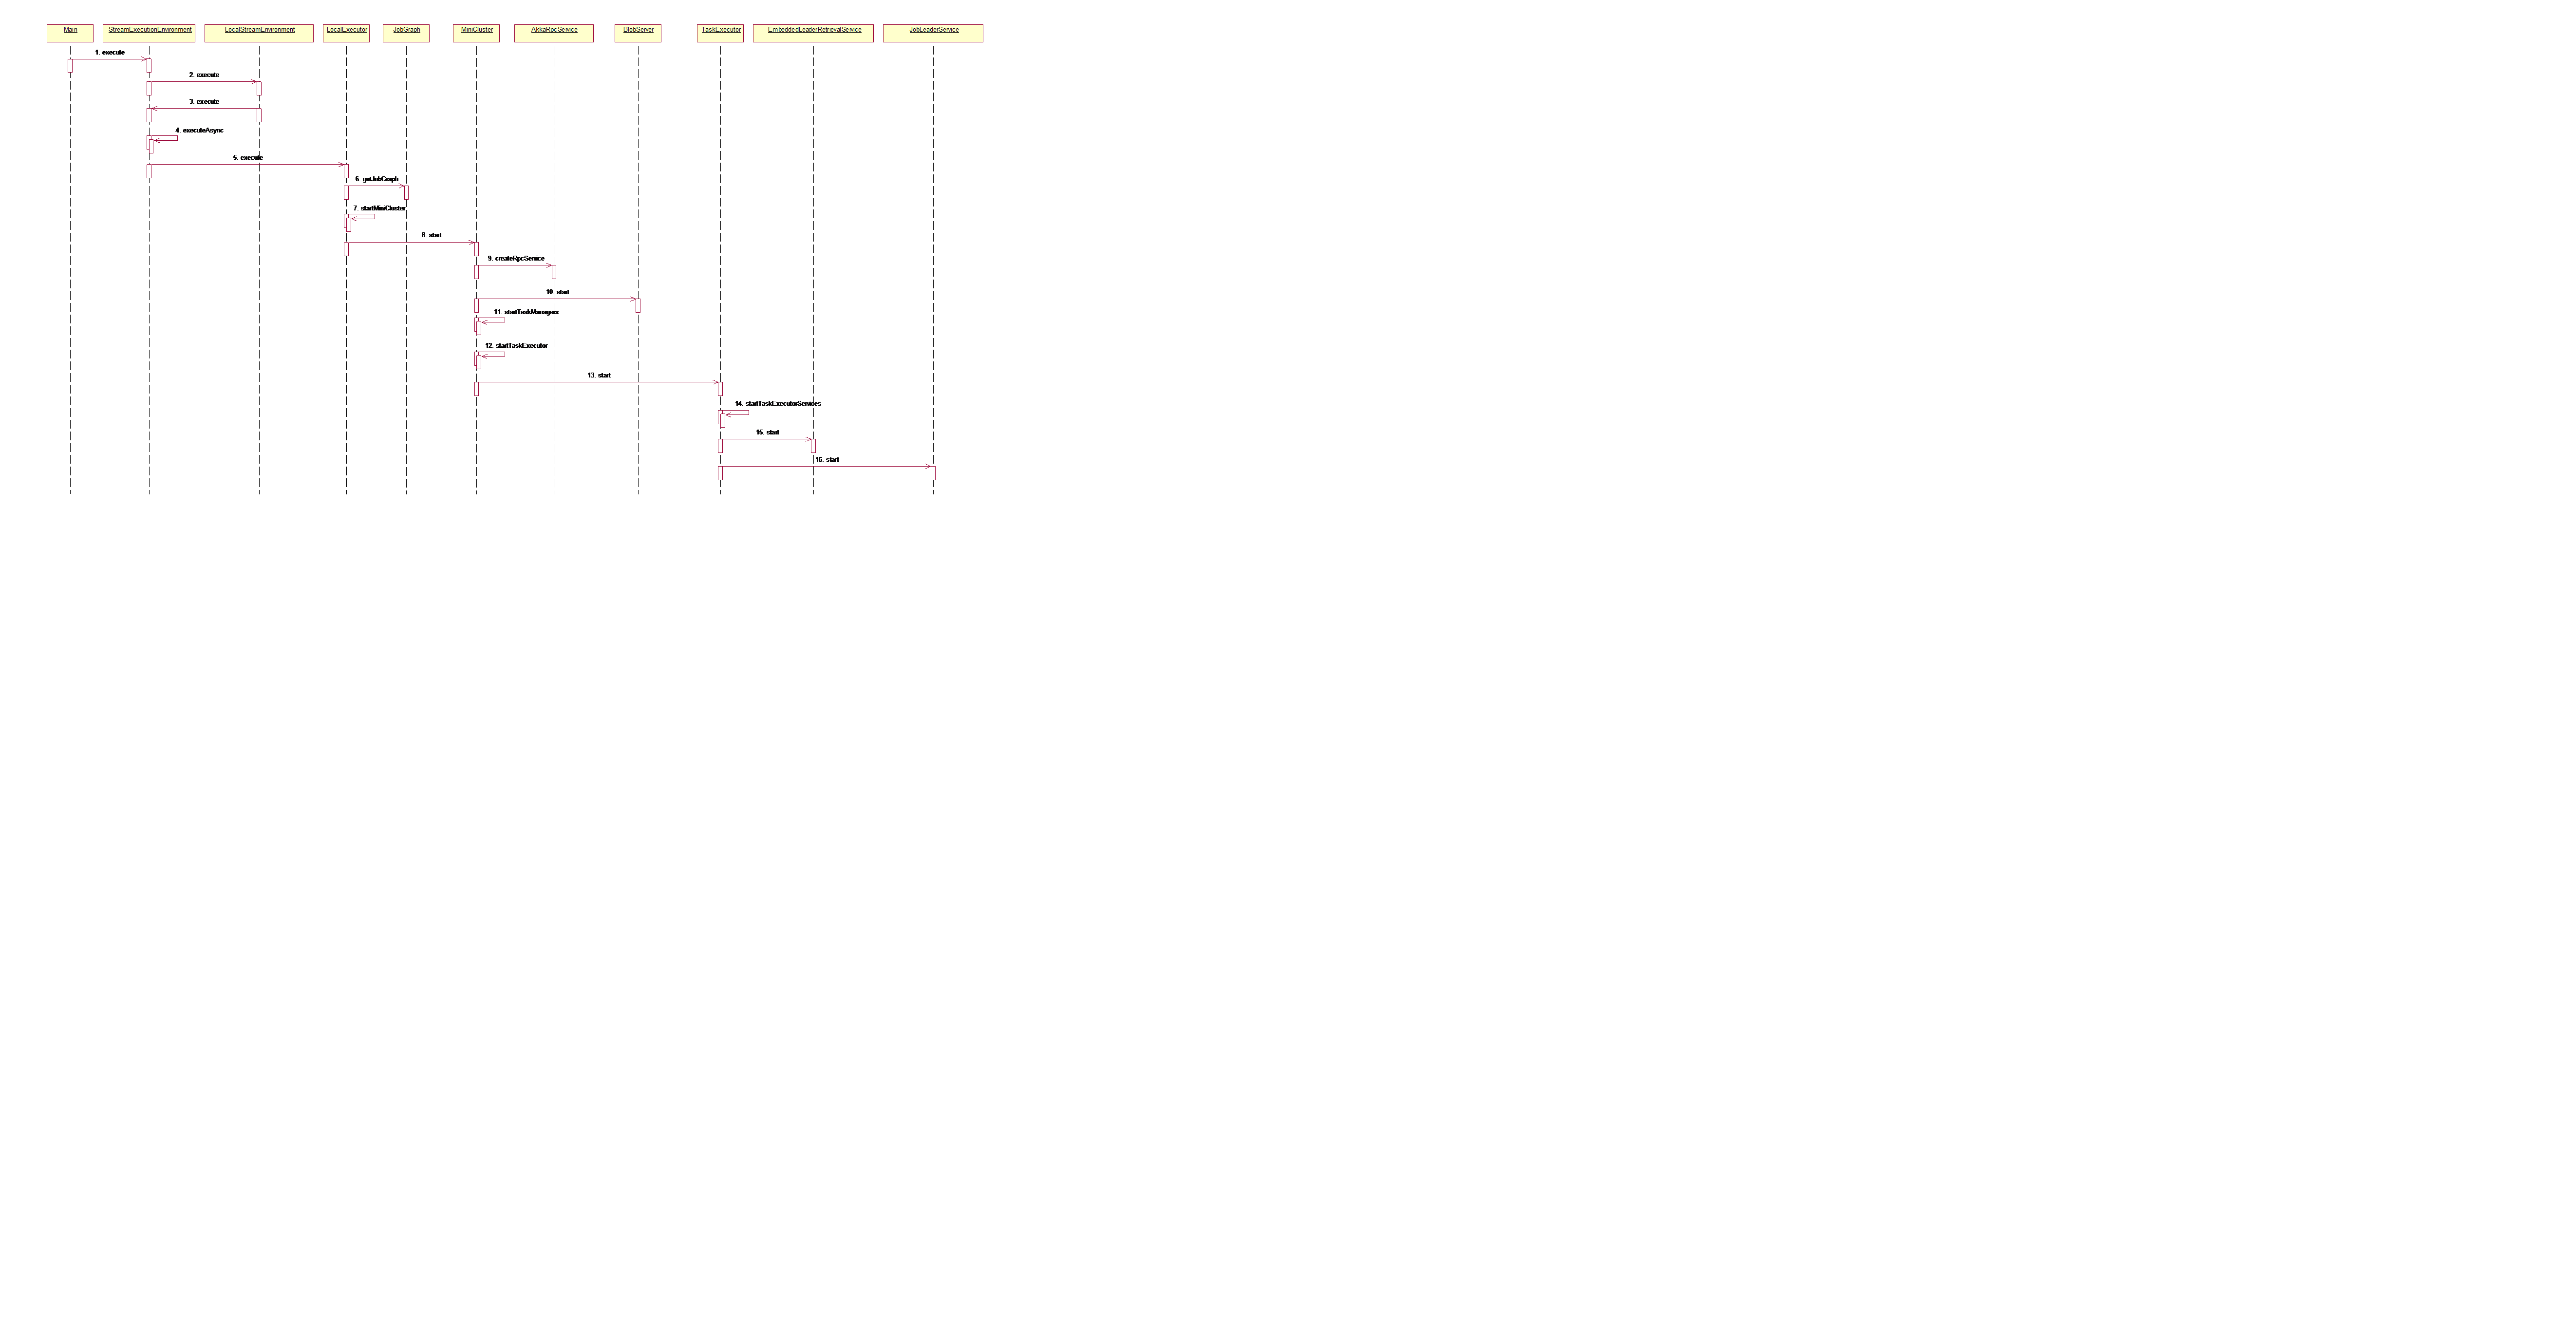 Main
StreamExecutionEnvironment
LocalStreamEnvironment
LocalExecutor
JobGraph
MiniCluster
AkkaRpcService
BlobServer
TaskExecutor
EmbeddedLeaderRetrievalService
JobLeaderService
1. execute
2. execute
3. execute
4. executeAsync
5. execute
6. getJobGraph
7. startMiniCluster
8. start
9. createRpcService
10. start
11. startTaskManagers
12. startTaskExecutor
13. start
14. startTaskExecutorServices
15. start
16. start